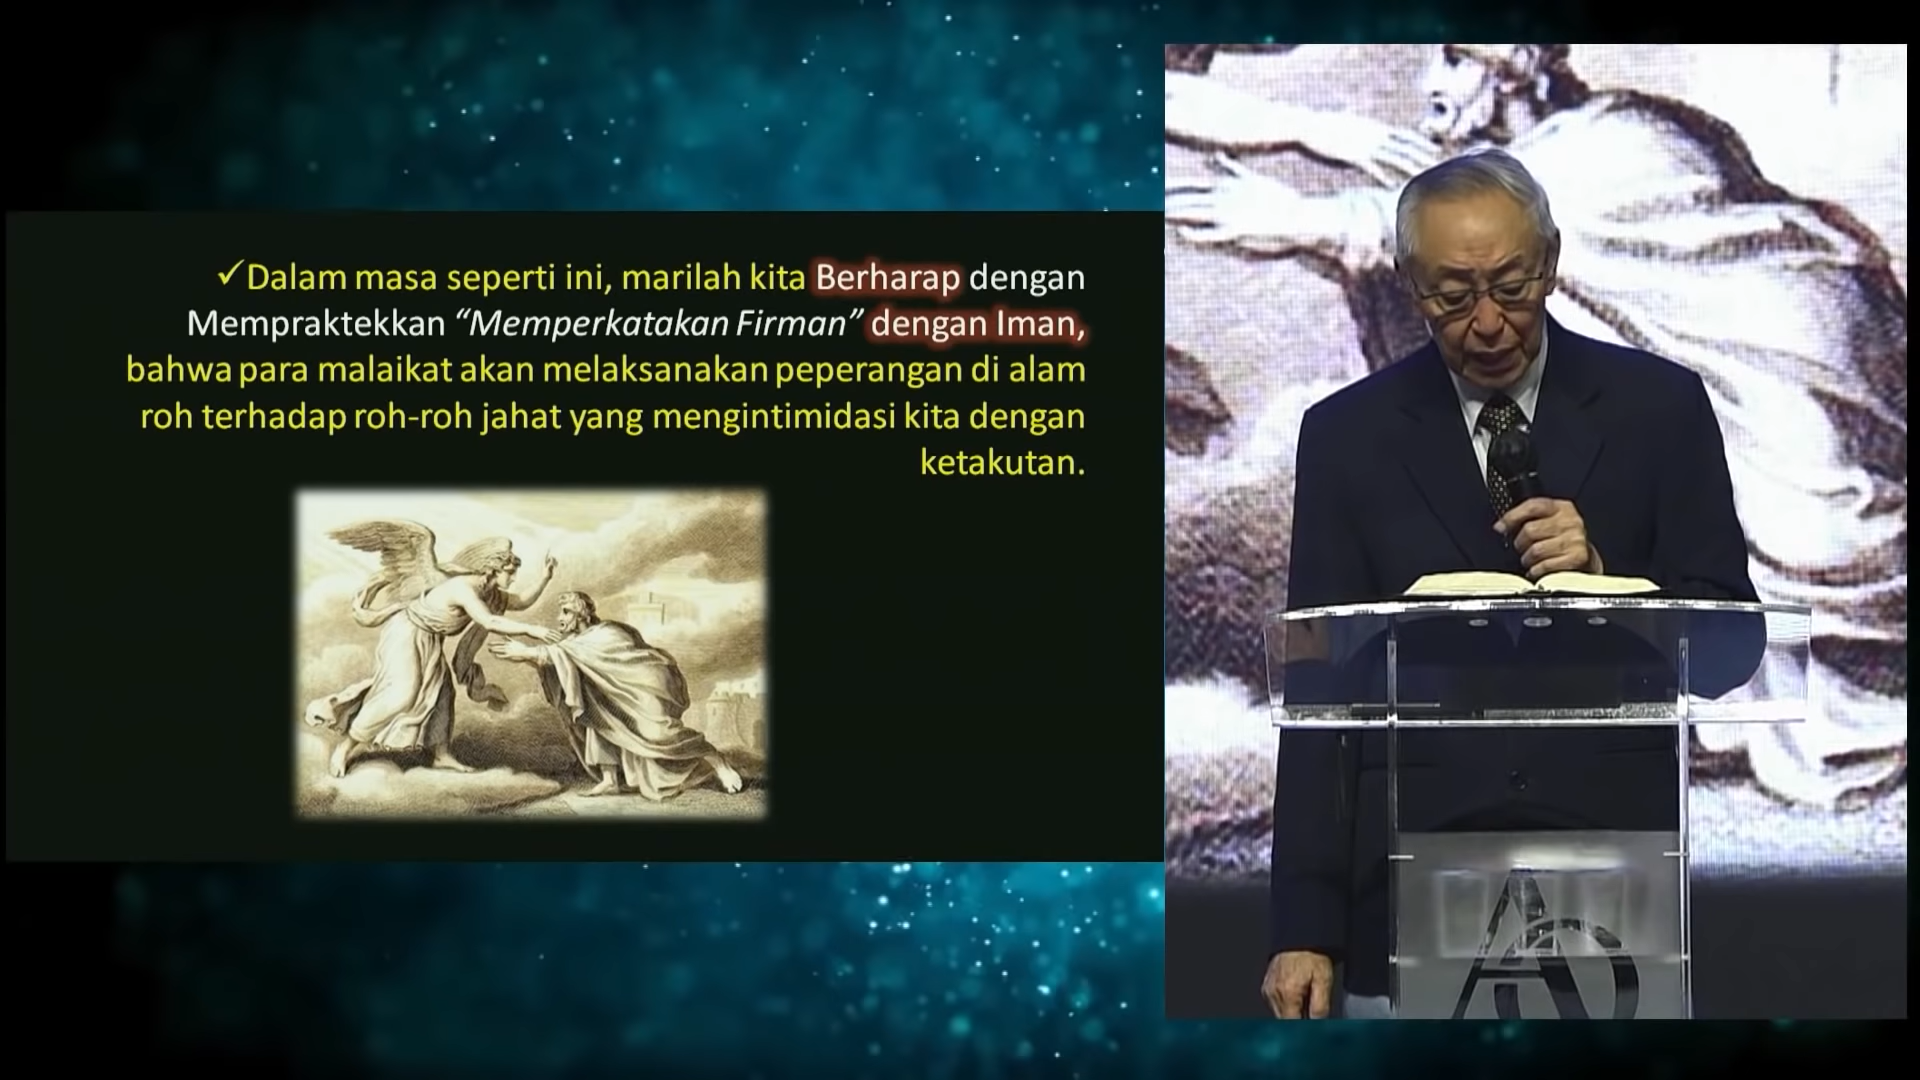 ✓Dalam masa seperti ini, marilah kita Berharap dengan
Mempraktekkan “Memperkatakan Firman” dengan Iman,
bahwa para malaikat akan melaksanakan peperangan di alam
roh terhadap roh-roh jahat yang mengintimidasi kita dengan
ketakutan.